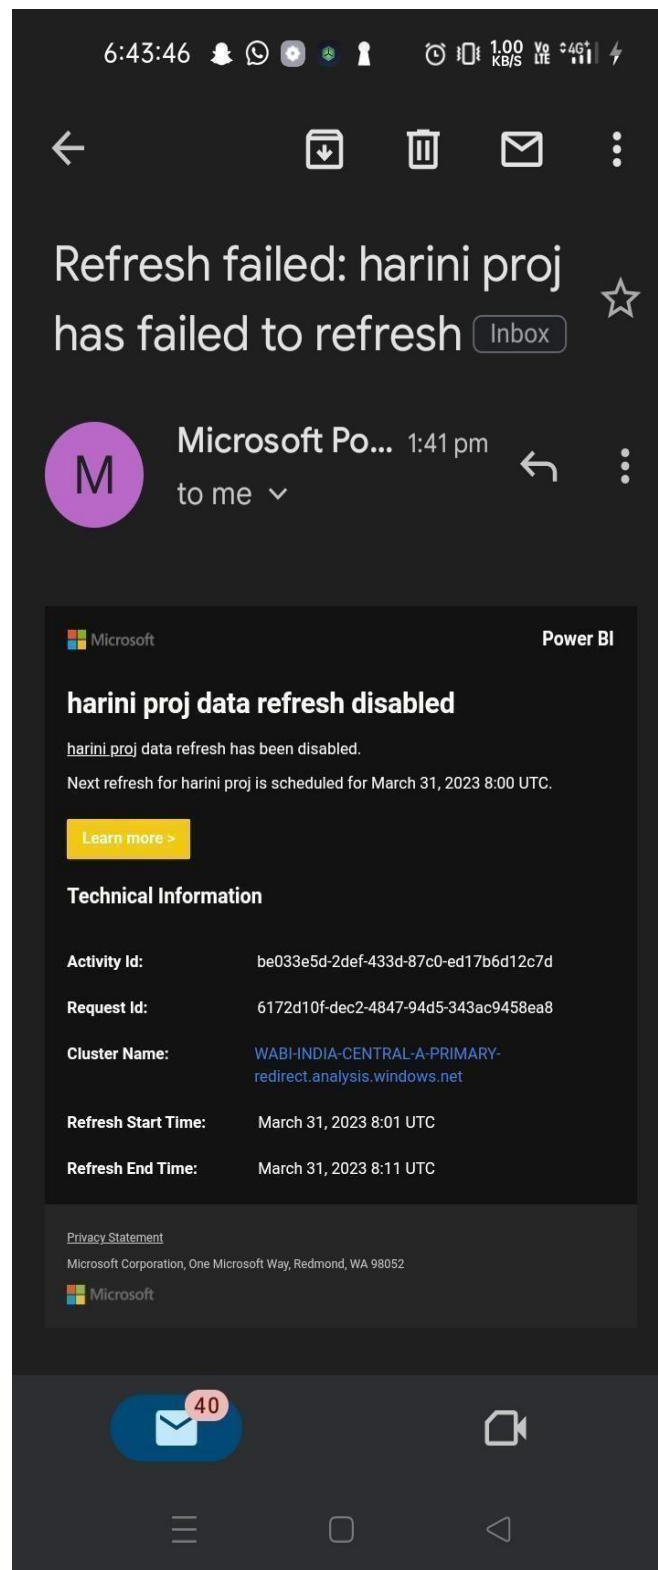 6:43:46 1.00 KB/S Vo LTE 4G+
Refresh failed: harini proj
has failed to refresh Inbox
M Microsoft Po... 1:41 pm
to me
Microsoft Power BI
harini proj data refresh disabled
harini proj data refresh has been disabled.
Next refresh for harini proj is scheduled for March 31, 2023 8:00 UTC.
Learn more >
Technical Information
Activity Id: be033e5d-2def-433d-87c0-ed17b6d12c7d
Request Id: 6172d10f-dec2-4847-94d5-343ac9458ea8
Cluster Name: WABI-INDIA-CENTRAL-A-PRIMARY-
redirect.analysis.windows.net
Refresh Start Time: March 31, 2023 8:01 UTC
Refresh End Time: March 31, 2023 8:11 UTC
Privacy Statement
Microsoft Corporation, One Microsoft Way, Redmond, WA 98052
Microsoft
40